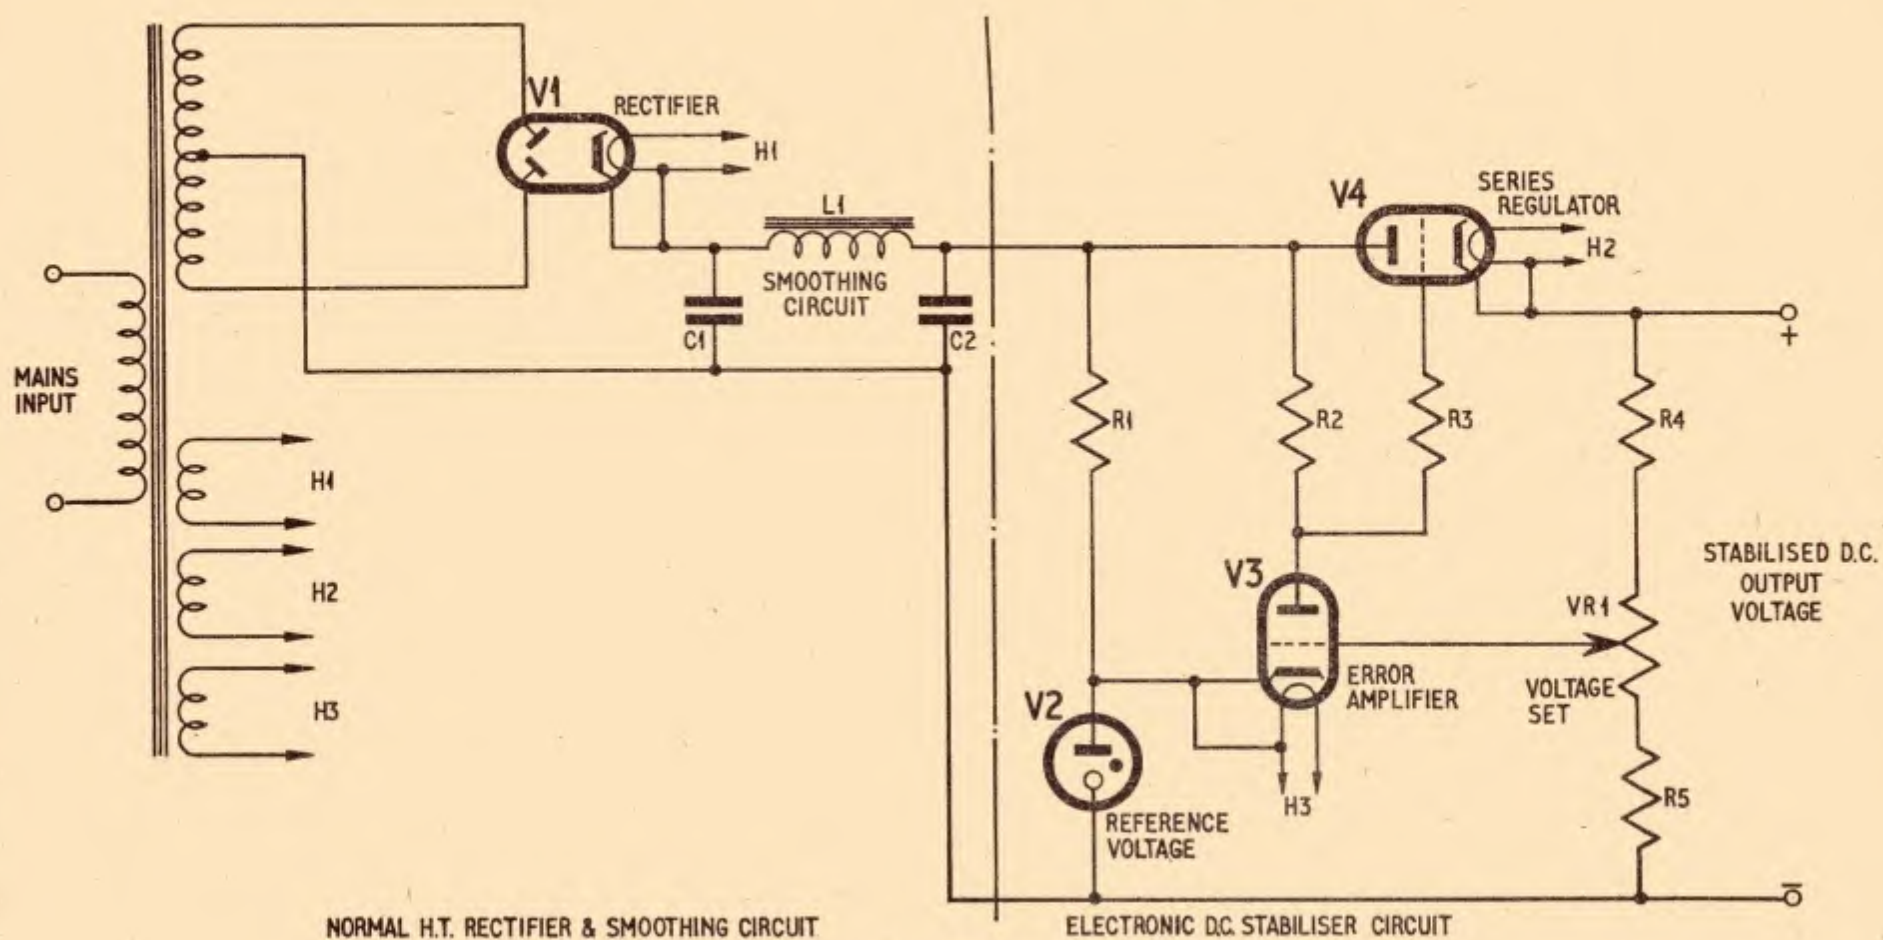 V1
RECTIFIER
H1
L1
SMOOTHING
CIRCUIT
C1
C2
MAINS
INPUT
H1
H2
H3
V4
SERIES
REGULATOR
H2
+
R1
R2
R3
R4
V3
ERROR
AMPLIFIER
H3
VR1
VOLTAGE
SET
STABILISED D.C.
OUTPUT
VOLTAGE
V2
REFERENCE
VOLTAGE
R5
–
NORMAL H.T. RECTIFIER & SMOOTHING CIRCUIT
ELECTRONIC D.C. STABILISER CIRCUIT